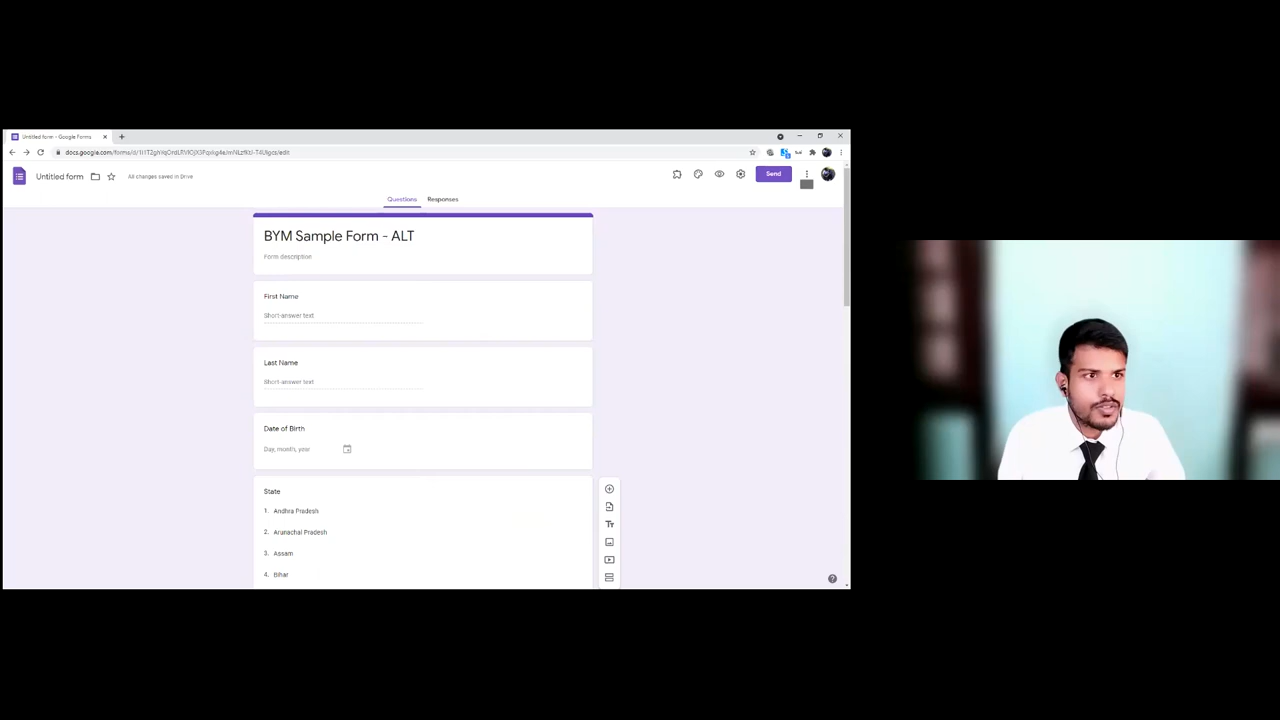 Untitled form - Google Forms
Untitled form
All changes saved in Drive
Send
Questions
Responses
BYM Sample Form - ALT
Form description
First Name
Short-answer text
Last Name
Short-answer text
Date of Birth
Day, month, year
State
1. Andhra Pradesh
2. Arunachal Pradesh
3. Assam
4. Bihar